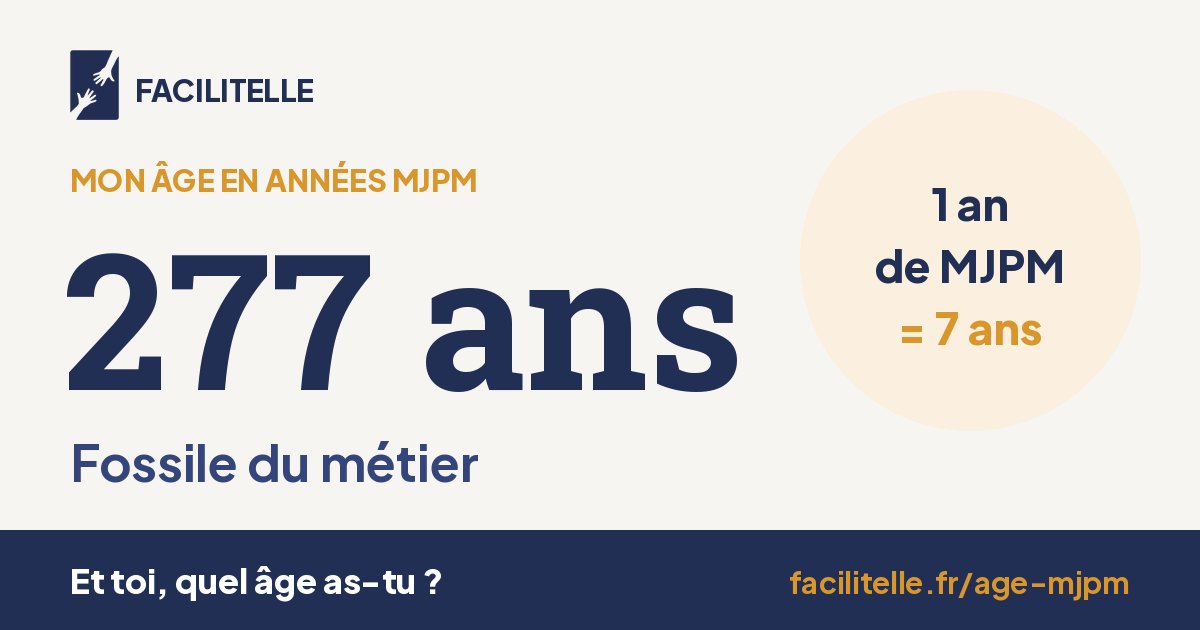 FACILITELLE
MON ÂGE EN ANNÉES MJPM
277 ans
Fossile du métier
1 an
de MJPM
= 7 ans
Et toi, quel âge as-tu ?
facilitelle.fr/age-mjpm